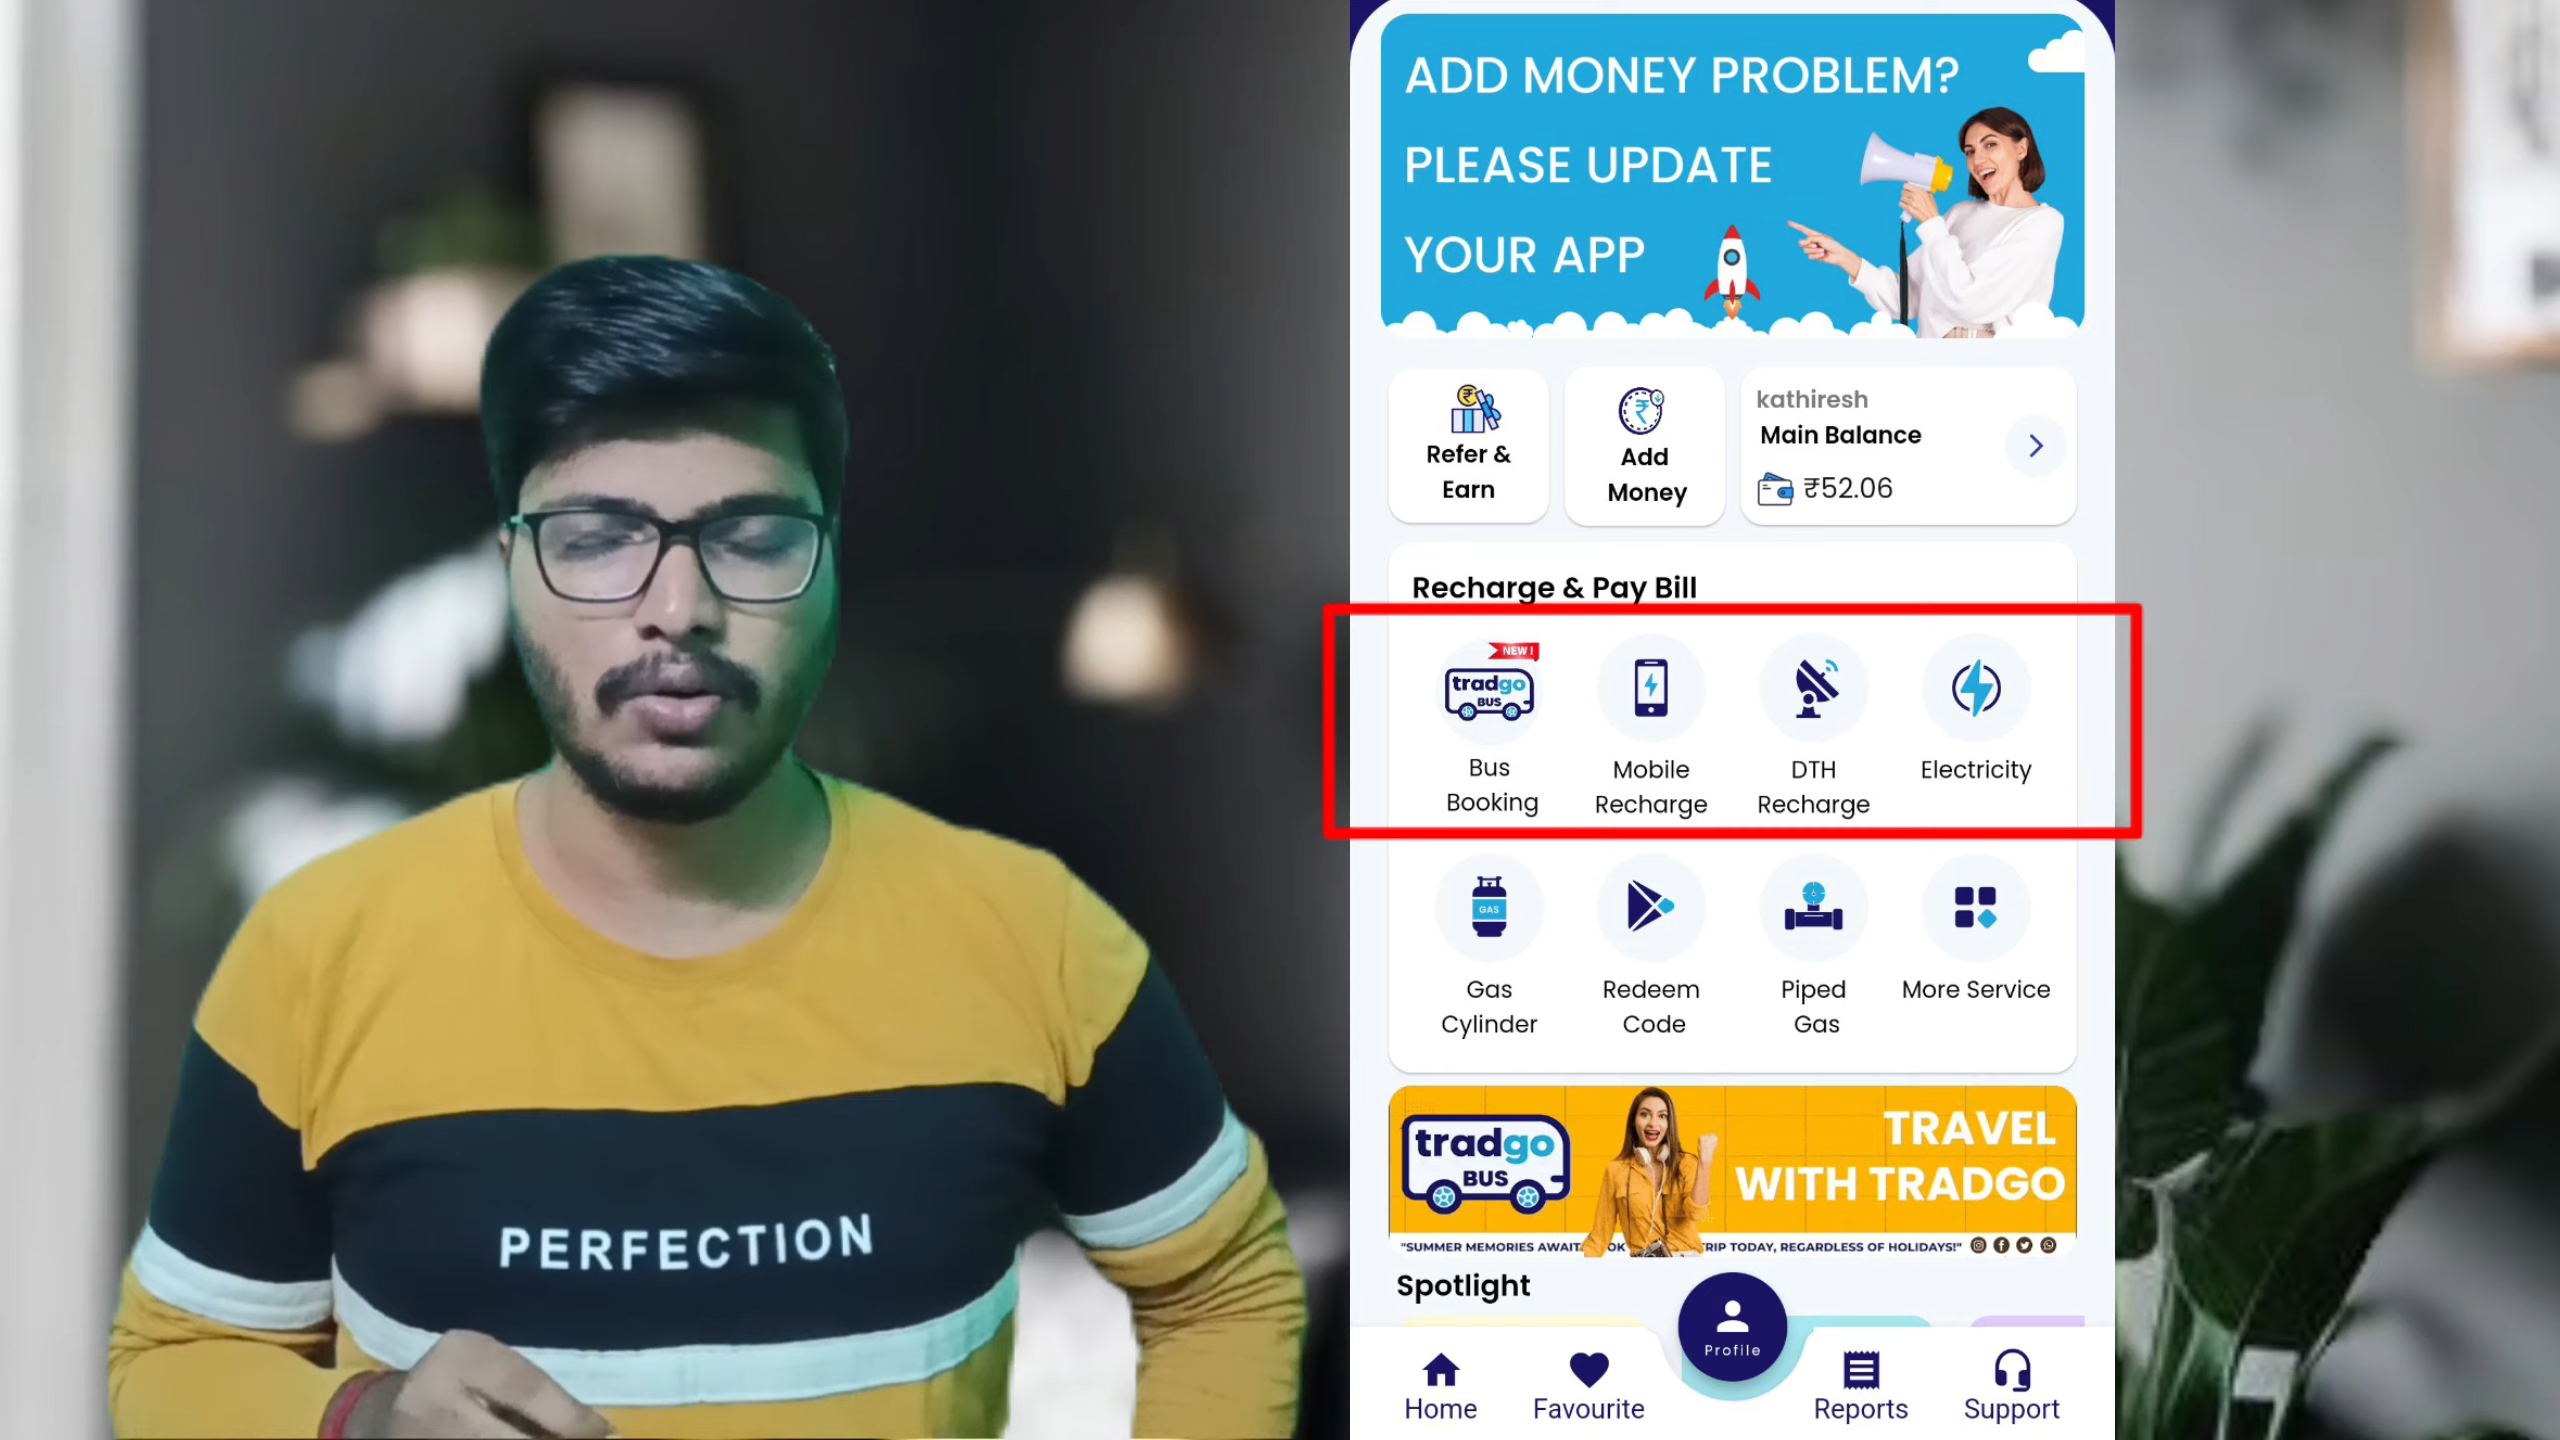 ADD MONEY PROBLEM?
PLEASE UPDATE
YOUR APP
Refer &
Earn
Add
Money
kathiresh
Main Balance
₹52.06
Recharge & Pay Bill
NEW !
tradgo
BUS
Bus
Booking
Mobile
Recharge
DTH
Recharge
Electricity
GAS
Gas
Cylinder
Redeem
Code
Piped
Gas
More Service
tradgo
BUS
TRAVEL
WITH TRADGO
"SUMMER MEMORIES AWAIT TRIP TODAY, REGARDLESS OF HOLIDAYS!"
Spotlight
Profile
Home
Favourite
Reports
Support
PERFECTION